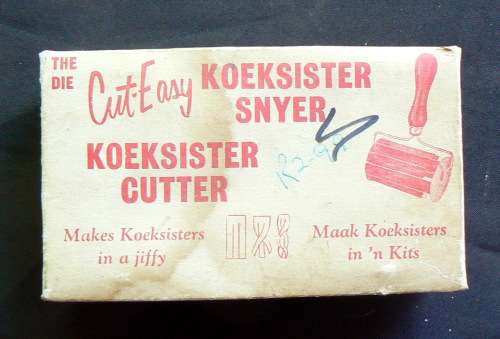 THE DIE Cut-Easy KOEKSISTER SNYER
KOEKSISTER CUTTER
Makes Koeksisters
in a jiffy
Maak Koeksisters
in 'n Kits